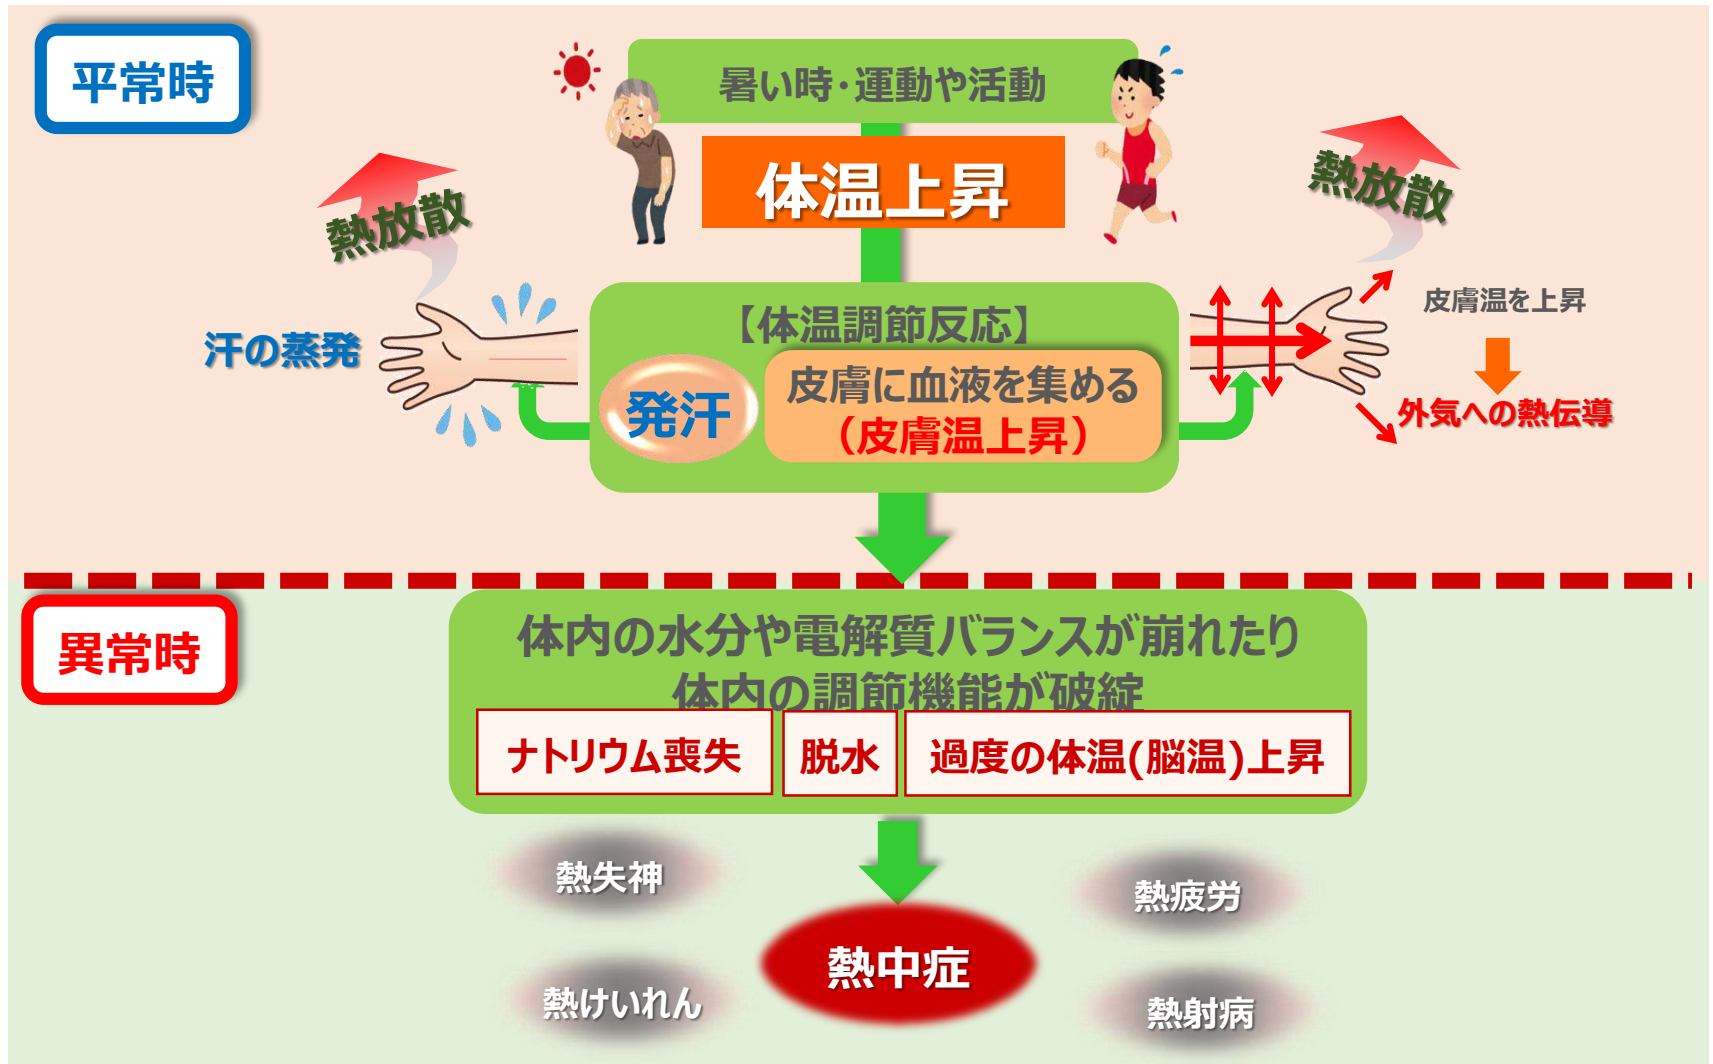 平常時
暑い時・運動や活動
体温上昇
熱放散
熱放散
汗の蒸発
【体温調節反応】
発汗
皮膚に血液を集める
（皮膚温上昇）
皮膚温を上昇
外気への熱伝導
異常時
体内の水分や電解質バランスが崩れたり
体内の調節機能が破綻
ナトリウム喪失
脱水
過度の体温(脳温)上昇
熱失神
熱疲労
熱中症
熱けいれん
熱射病